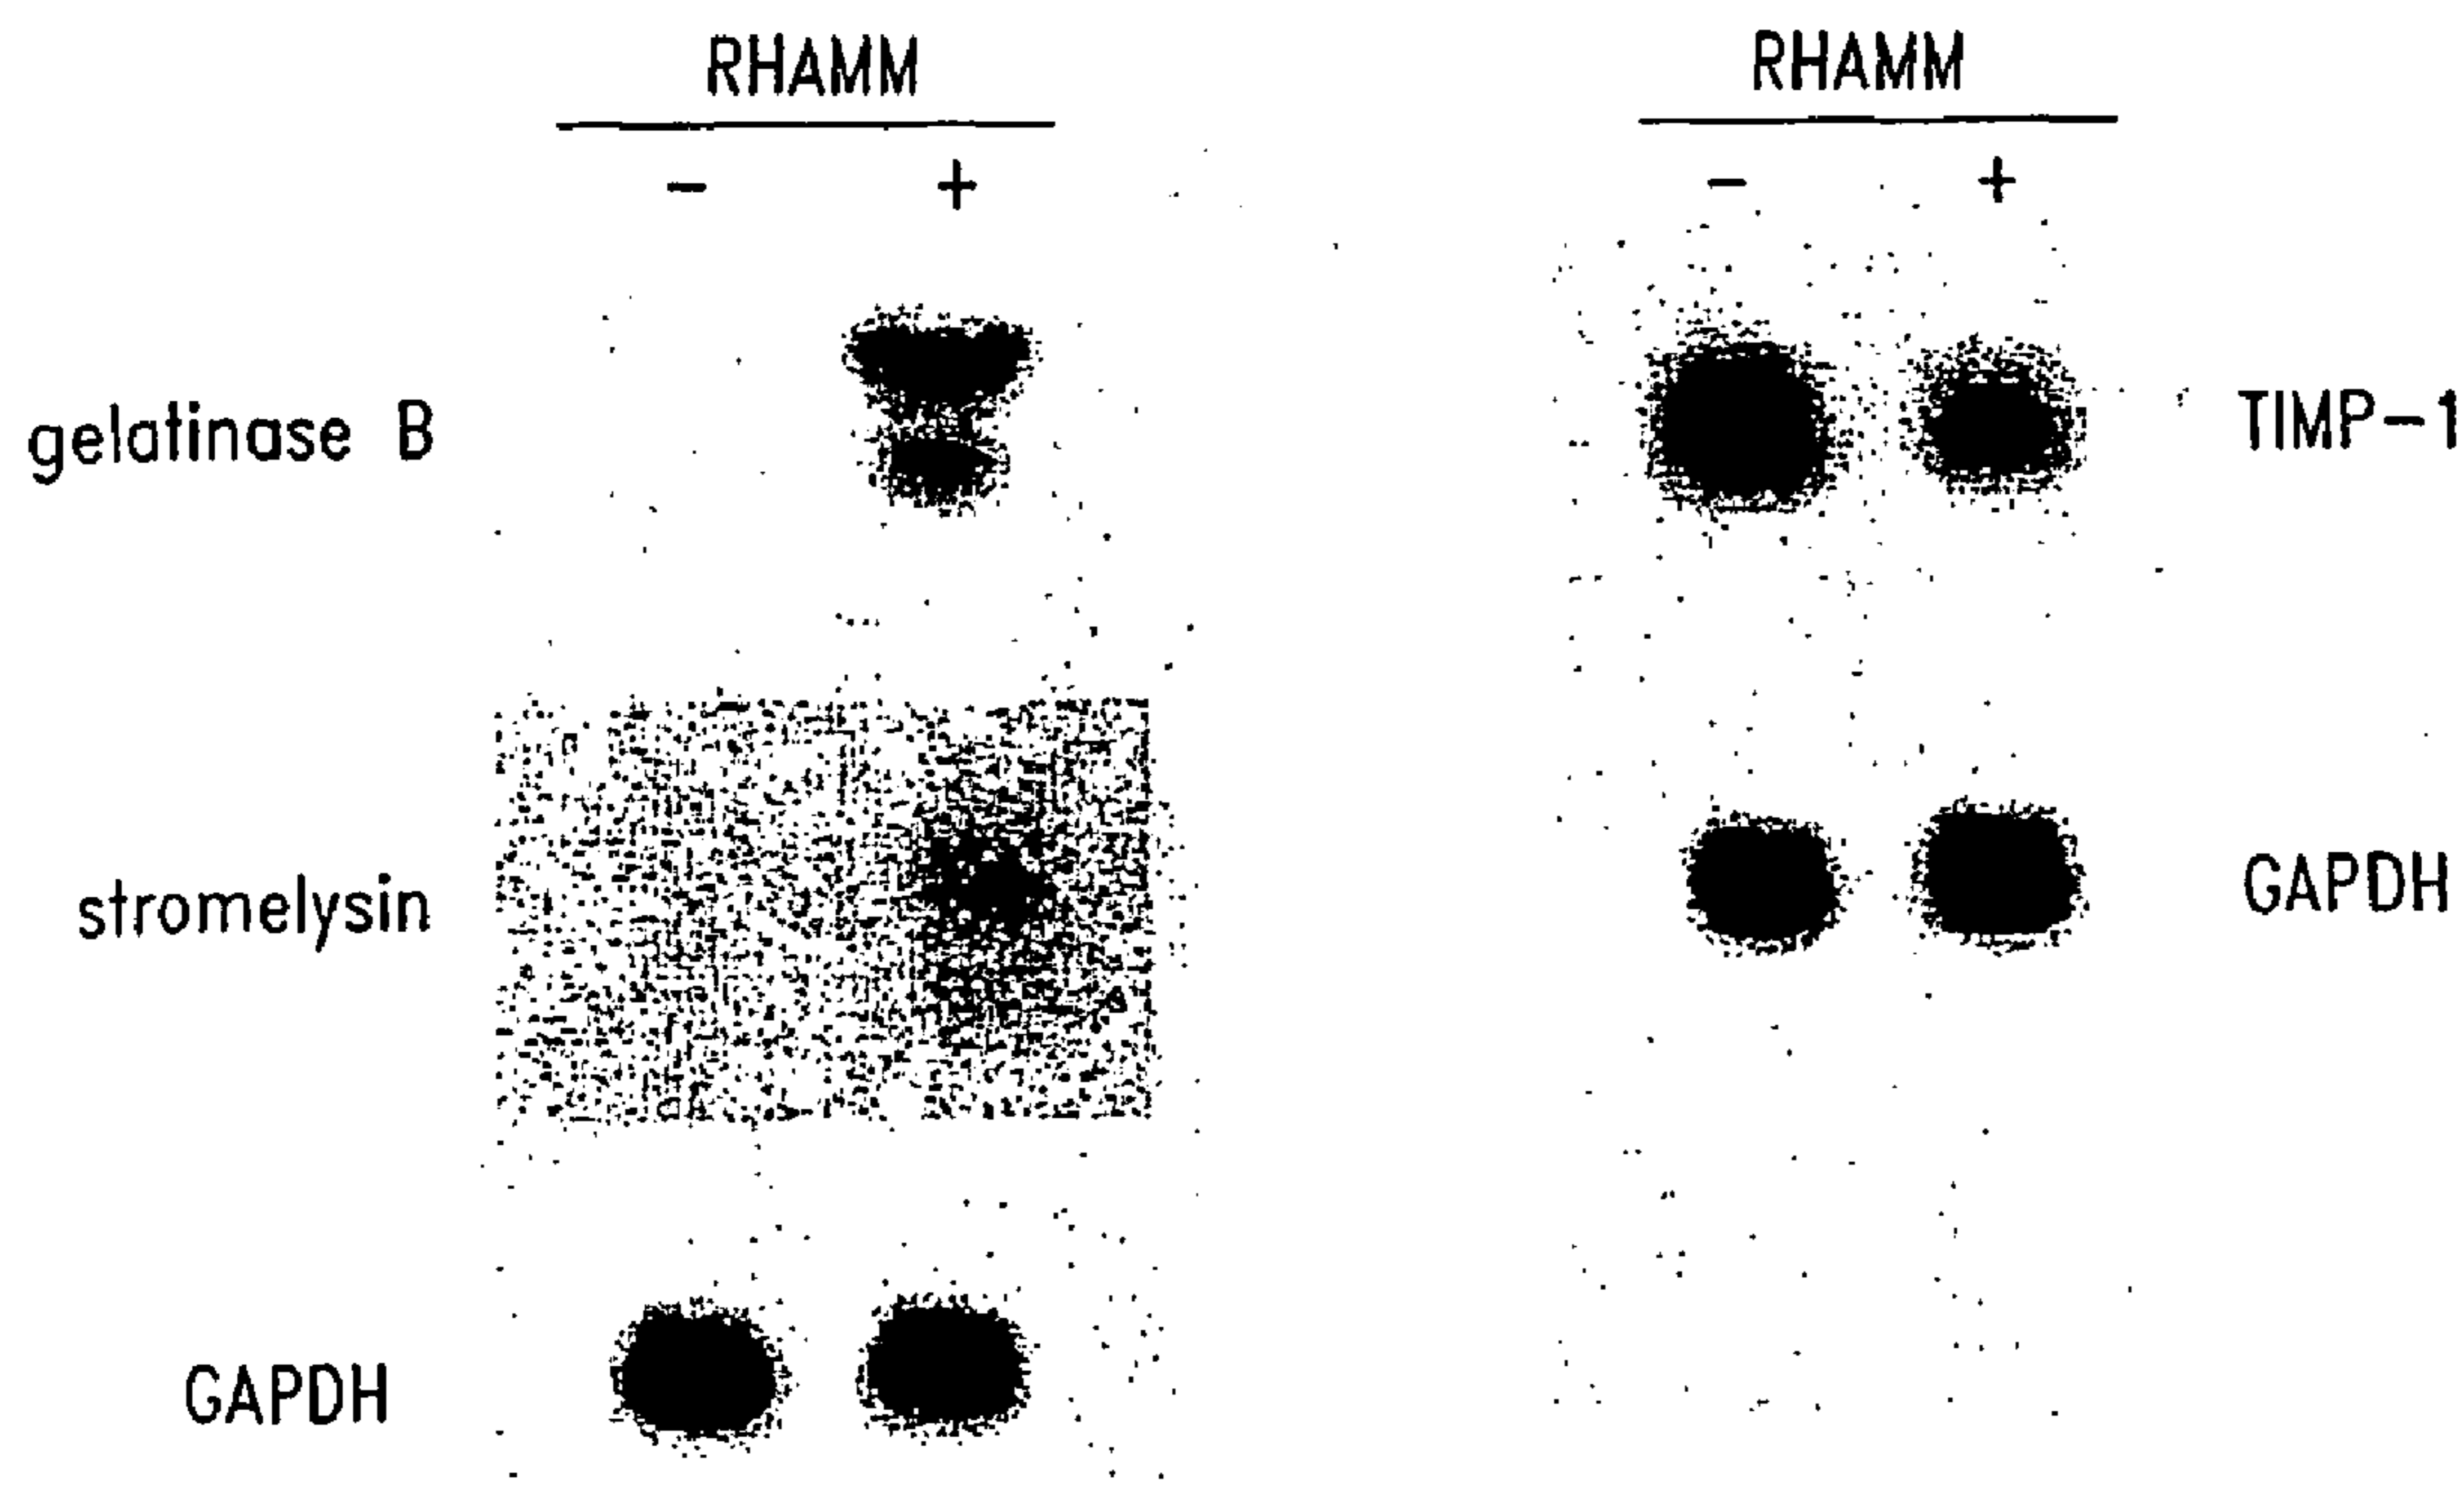 RHAMM
- +
gelatinase B
stromelysin
GAPDH
RHAMM
- +
TIMP-1
GAPDH